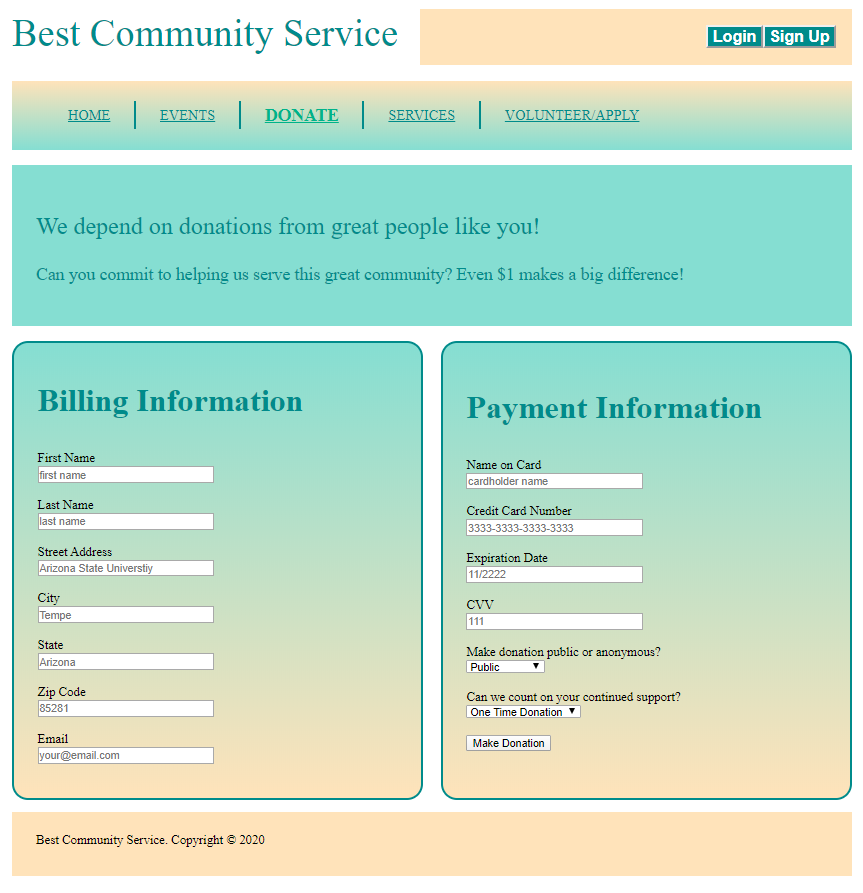 Best Community Service
Login Sign Up
HOME EVENTS DONATE SERVICES VOLUNTEER/APPLY
We depend on donations from great people like you!
Can you commit to helping us serve this great community? Even $1 makes a big difference!
Billing Information
First Name
first name
Last Name
last name
Street Address
Arizona State Universtiy
City
Tempe
State
Arizona
Zip Code
85281
Email
your@email.com
Payment Information
Name on Card
cardholder name
Credit Card Number
3333-3333-3333-3333
Expiration Date
11/2222
CVV
111
Make donation public or anonymous?
Public
Can we count on your continued support?
One Time Donation
Make Donation
Best Community Service. Copyright © 2020